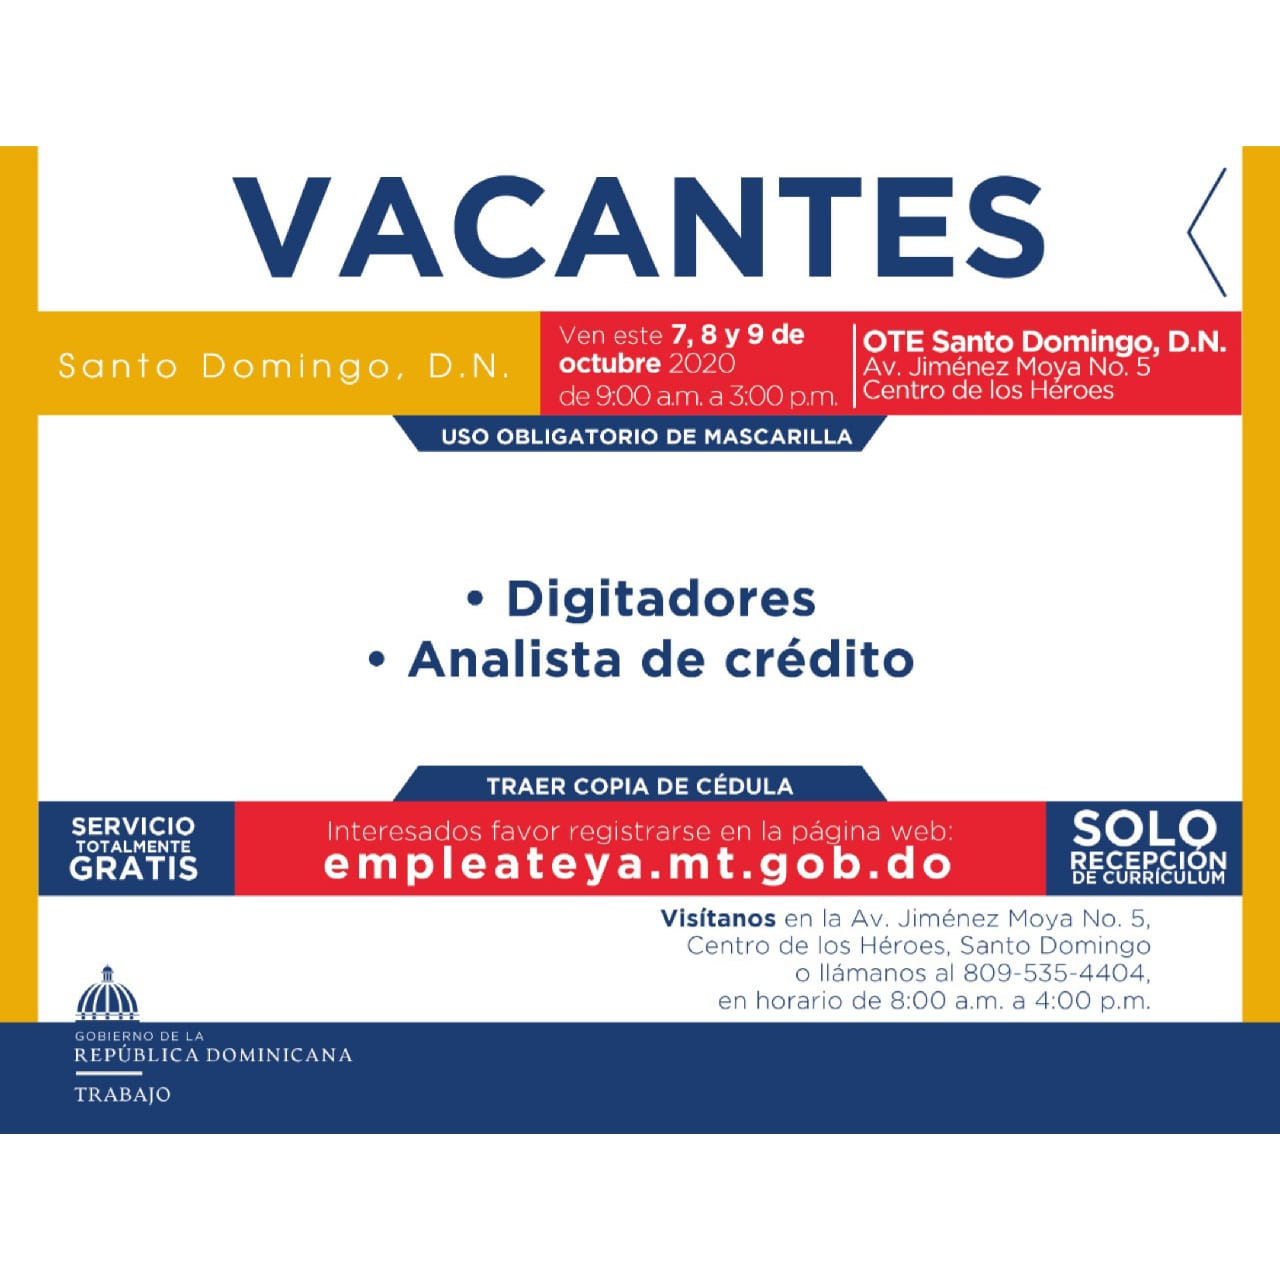 VACANTES
Santo Domingo, D.N.
Ven este 7, 8 y 9 de
octubre 2020
de 9:00 a.m. a 3:00 p.m.
OTE Santo Domingo, D.N.
Av. Jiménez Moya No. 5
Centro de los Héroes
USO OBLIGATORIO DE MASCARILLA
• Digitadores
• Analista de crédito
TRAER COPIA DE CÉDULA
SERVICIO
TOTALMENTE
GRATIS
Interesados favor registrarse en la página web:
empleateya.mt.gob.do
SOLO
RECEPCIÓN
DE CURRÍCULUM
Visítanos en la Av. Jiménez Moya No. 5,
Centro de los Héroes, Santo Domingo
o llámanos al 809-535-4404,
en horario de 8:00 a.m. a 4:00 p.m.
GOBIERNO DE LA
REPÚBLICA DOMINICANA
TRABAJO